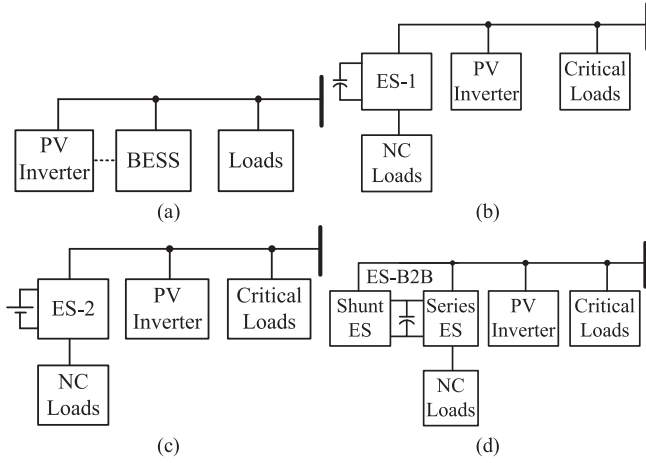 PV
Inverter
BESS
Loads
(a)
ES-1
PV
Inverter
Critical
Loads
NC
Loads
(b)
ES-2
PV
Inverter
Critical
Loads
NC
Loads
(c)
ES-B2B
Shunt
ES
Series
ES
PV
Inverter
Critical
Loads
NC
Loads
(d)